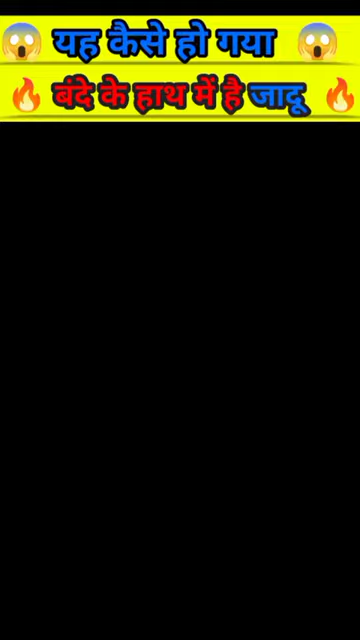 😱 यह कैसे हो गया 😱
🔥 बंदे के हाथ में है जादू 🔥